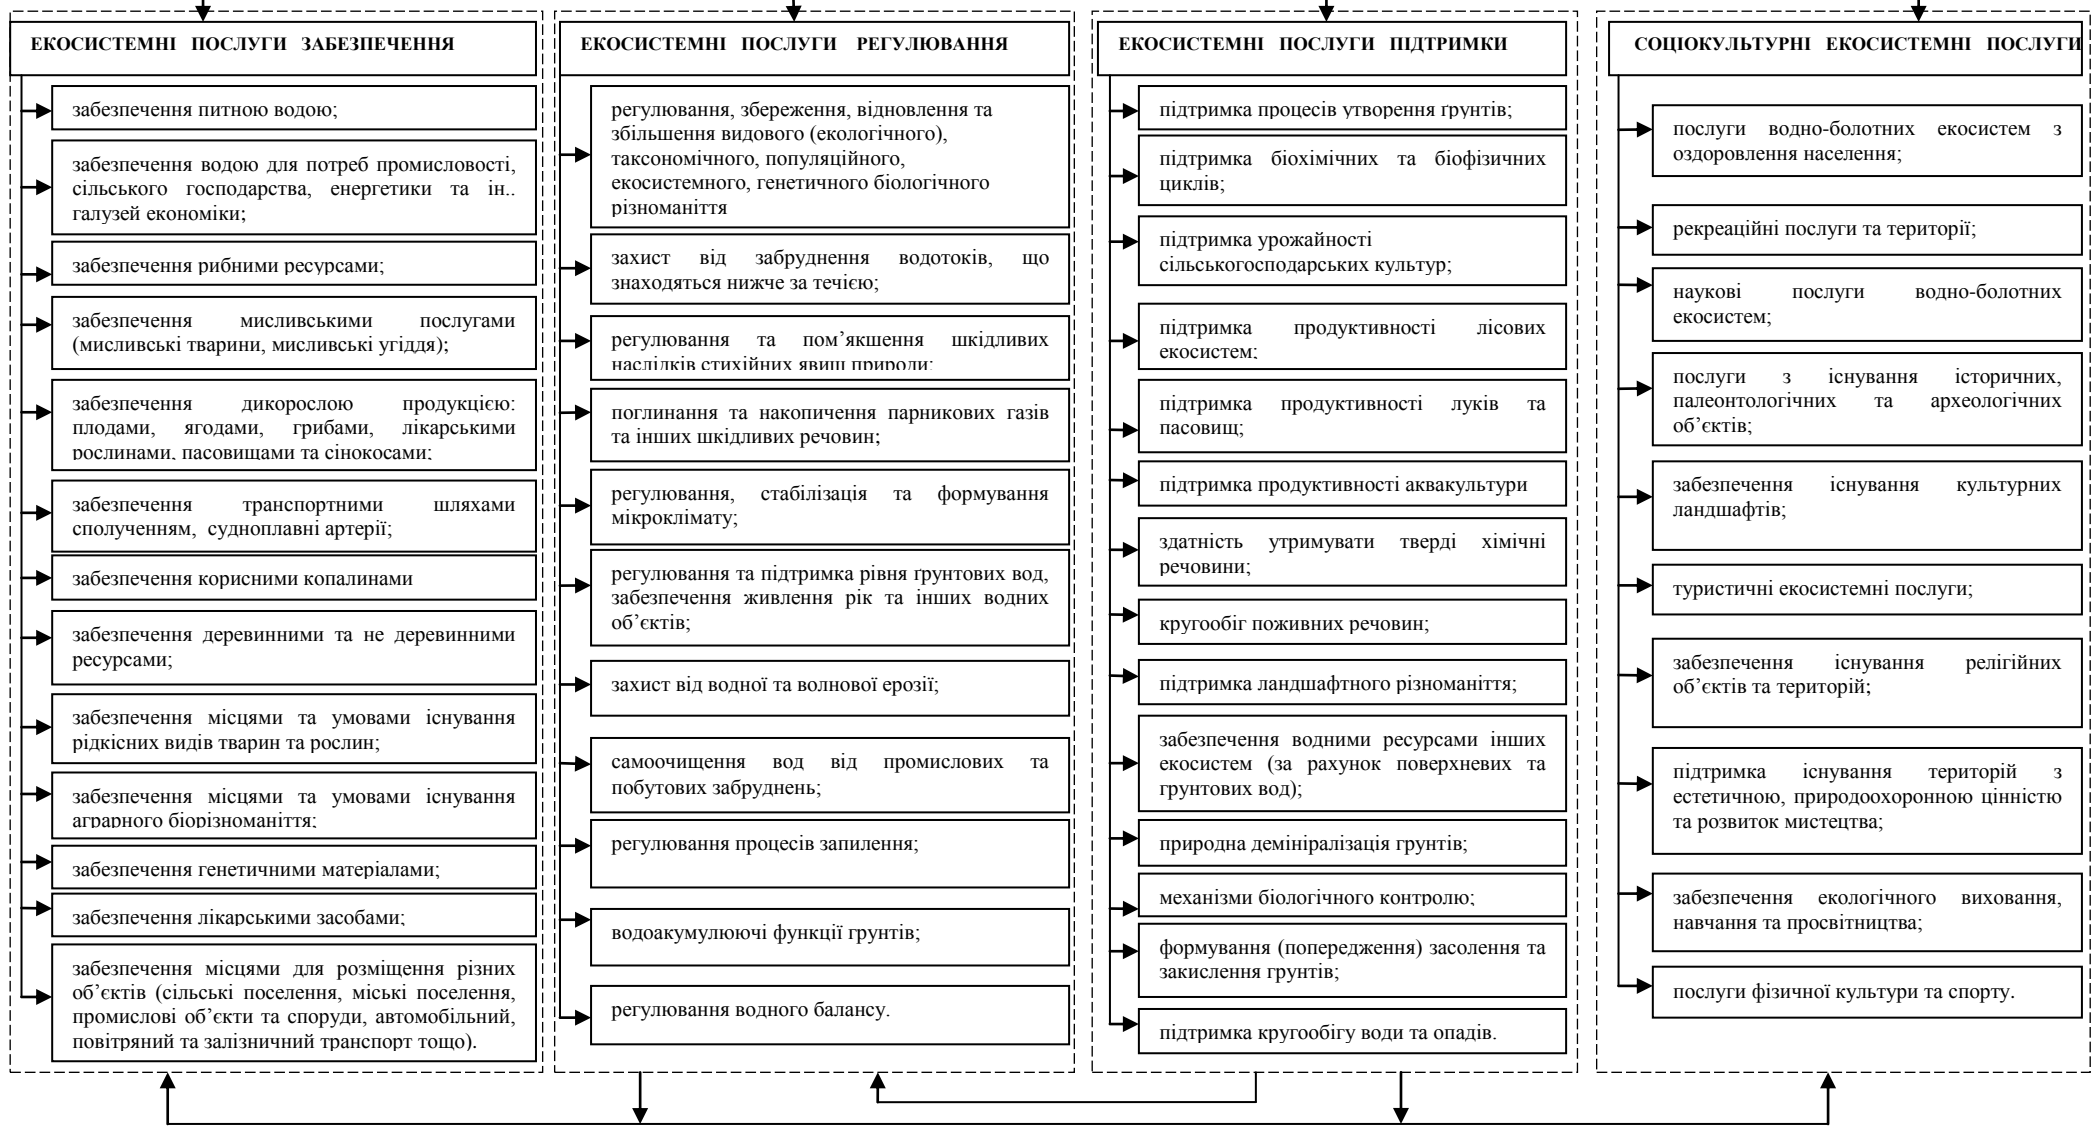 ЕКОСИСТЕМНІ ПОСЛУГИ ЗАБЕЗПЕЧЕННЯ
забезпечення питною водою;
забезпечення водою для потреб промисловості,
сільського господарства, енергетики та ін..
галузей економіки;
забезпечення рибними ресурсами;
забезпечення мисливськими послугами
(мисливські тварини, мисливські угіддя);
забезпечення дикорослою продукцією:
плодами, ягодами, грибами, лікарськими
рослинами, пасовищами та сінокосами;
забезпечення транспортними шляхами
сполученням, судноплавні артерії;
забезпечення корисними копалинами
забезпечення деревинними та не деревинними
ресурсами;
забезпечення місцями та умовами існування
рідкісних видів тварин та рослин;
забезпечення місцями та умовами існування
аграрного біорізноманіття;
забезпечення генетичними матеріалами;
забезпечення лікарськими засобами;
забезпечення місцями для розміщення різних
об’єктів (сільські поселення, міські поселення,
промислові об’єкти та споруди, автомобільний,
повітряний та залізничний транспорт тощо).
ЕКОСИСТЕМНІ ПОСЛУГИ РЕГУЛЮВАННЯ
регулювання, збереження, відновлення та
збільшення видового (екологічного),
таксономічного, популяційного,
екосистемного, генетичного біологічного
різноманіття
захист від забруднення водотоків, що
знаходяться нижче за течією;
регулювання та пом’якшення шкідливих
наслідків стихійних явищ природи;
поглинання та накопичення парникових газів
та інших шкідливих речовин;
регулювання, стабілізація та формування
мікроклімату;
регулювання та підтримка рівня ґрунтових вод,
забезпечення живлення рік та інших водних
об’єктів;
захист від водної та волнової ерозії;
самоочищення вод від промислових та
побутових забруднень;
регулювання процесів запилення;
водоакумулюючі функції грунтів;
регулювання водного балансу.
ЕКОСИСТЕМНІ ПОСЛУГИ ПІДТРИМКИ
підтримка процесів утворення ґрунтів;
підтримка біохімічних та біофізичних
циклів;
підтримка урожайності
сільськогосподарських культур;
підтримка продуктивності лісових
екосистем;
підтримка продуктивності луків та
пасовищ;
підтримка продуктивності аквакультури
здатність утримувати тверді хімічні
речовини;
кругообіг поживних речовин;
підтримка ландшафтного різноманіття;
забезпечення водними ресурсами інших
екосистем (за рахунок поверхневих та
грунтових вод);
природна демініралізація грунтів;
механізми біологічного контролю;
формування (попередження) засолення та
закислення грунтів;
підтримка кругообігу води та опадів.
СОЦІОКУЛЬТУРНІ ЕКОСИСТЕМНІ ПОСЛУГИ
послуги водно-болотних екосистем з
оздоровлення населення;
рекреаційні послуги та території;
наукові послуги водно-болотних
екосистем;
послуги з існування історичних,
палеонтологічних та археологічних
об’єктів;
забезпечення існування культурних
ландшафтів;
туристичні екосистемні послуги;
забезпечення існування релігійних
об’єктів та територій;
підтримка існування територій з
естетичною, природоохоронною цінністю
та розвиток мистецтва;
забезпечення екологічного виховання,
навчання та просвітництва;
послуги фізичної культури та спорту.